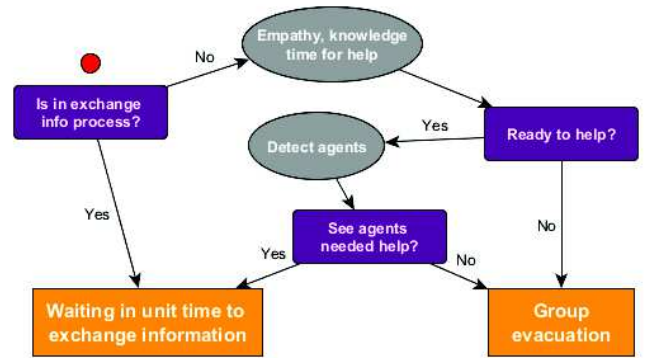 Empathy, knowledge
time for help
No
Is in exchange
info process?
Yes
Ready to help?
Detect agents
Yes
See agents
needed help?
No
Yes
No
Waiting in unit time to
exchange information
Group
evacuation